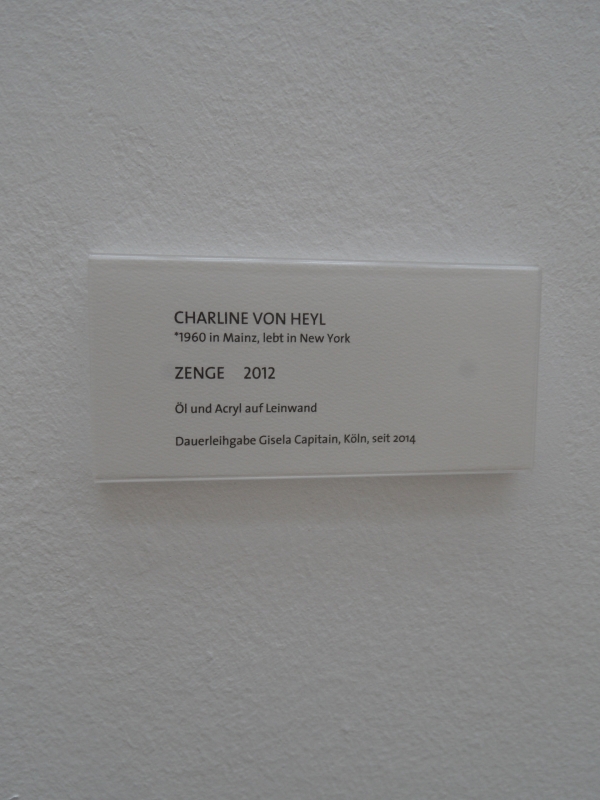 CHARLINE VON HEYL
*1960 in Mainz, lebt in New York
ZENGE 2012
Öl und Acryl auf Leinwand
Dauerleihgabe Gisela Capitain, Köln, seit 2014